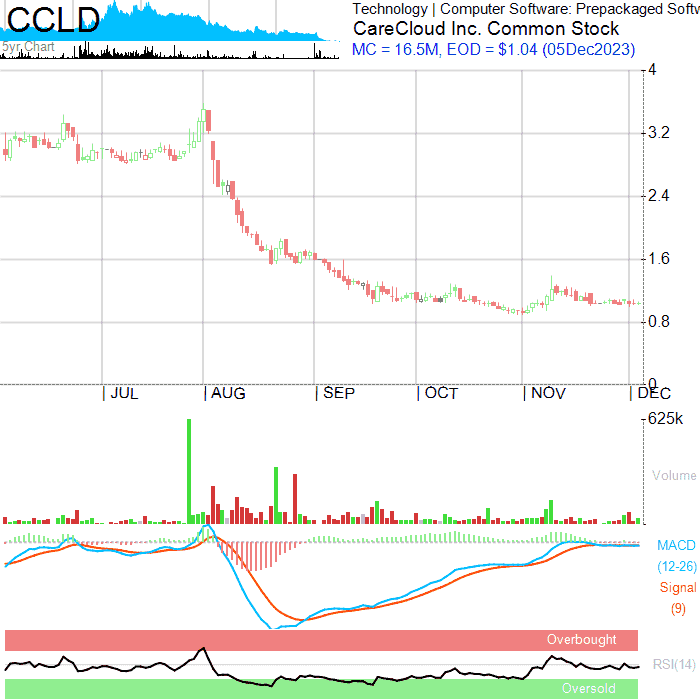 CCLD
5yr Chart
Technology | Computer Software: Prepackaged Softw
CareCloud Inc. Common Stock
MC = 16.5M, EOD = $1.04 (05Dec2023)
4
3.2
2.4
1.6
0.8
0
JUL
AUG
SEP
OCT
NOV
DEC
625k
Volume
MACD
(12-26)
Signal
(9)
Overbought
RSI(14)
Oversold